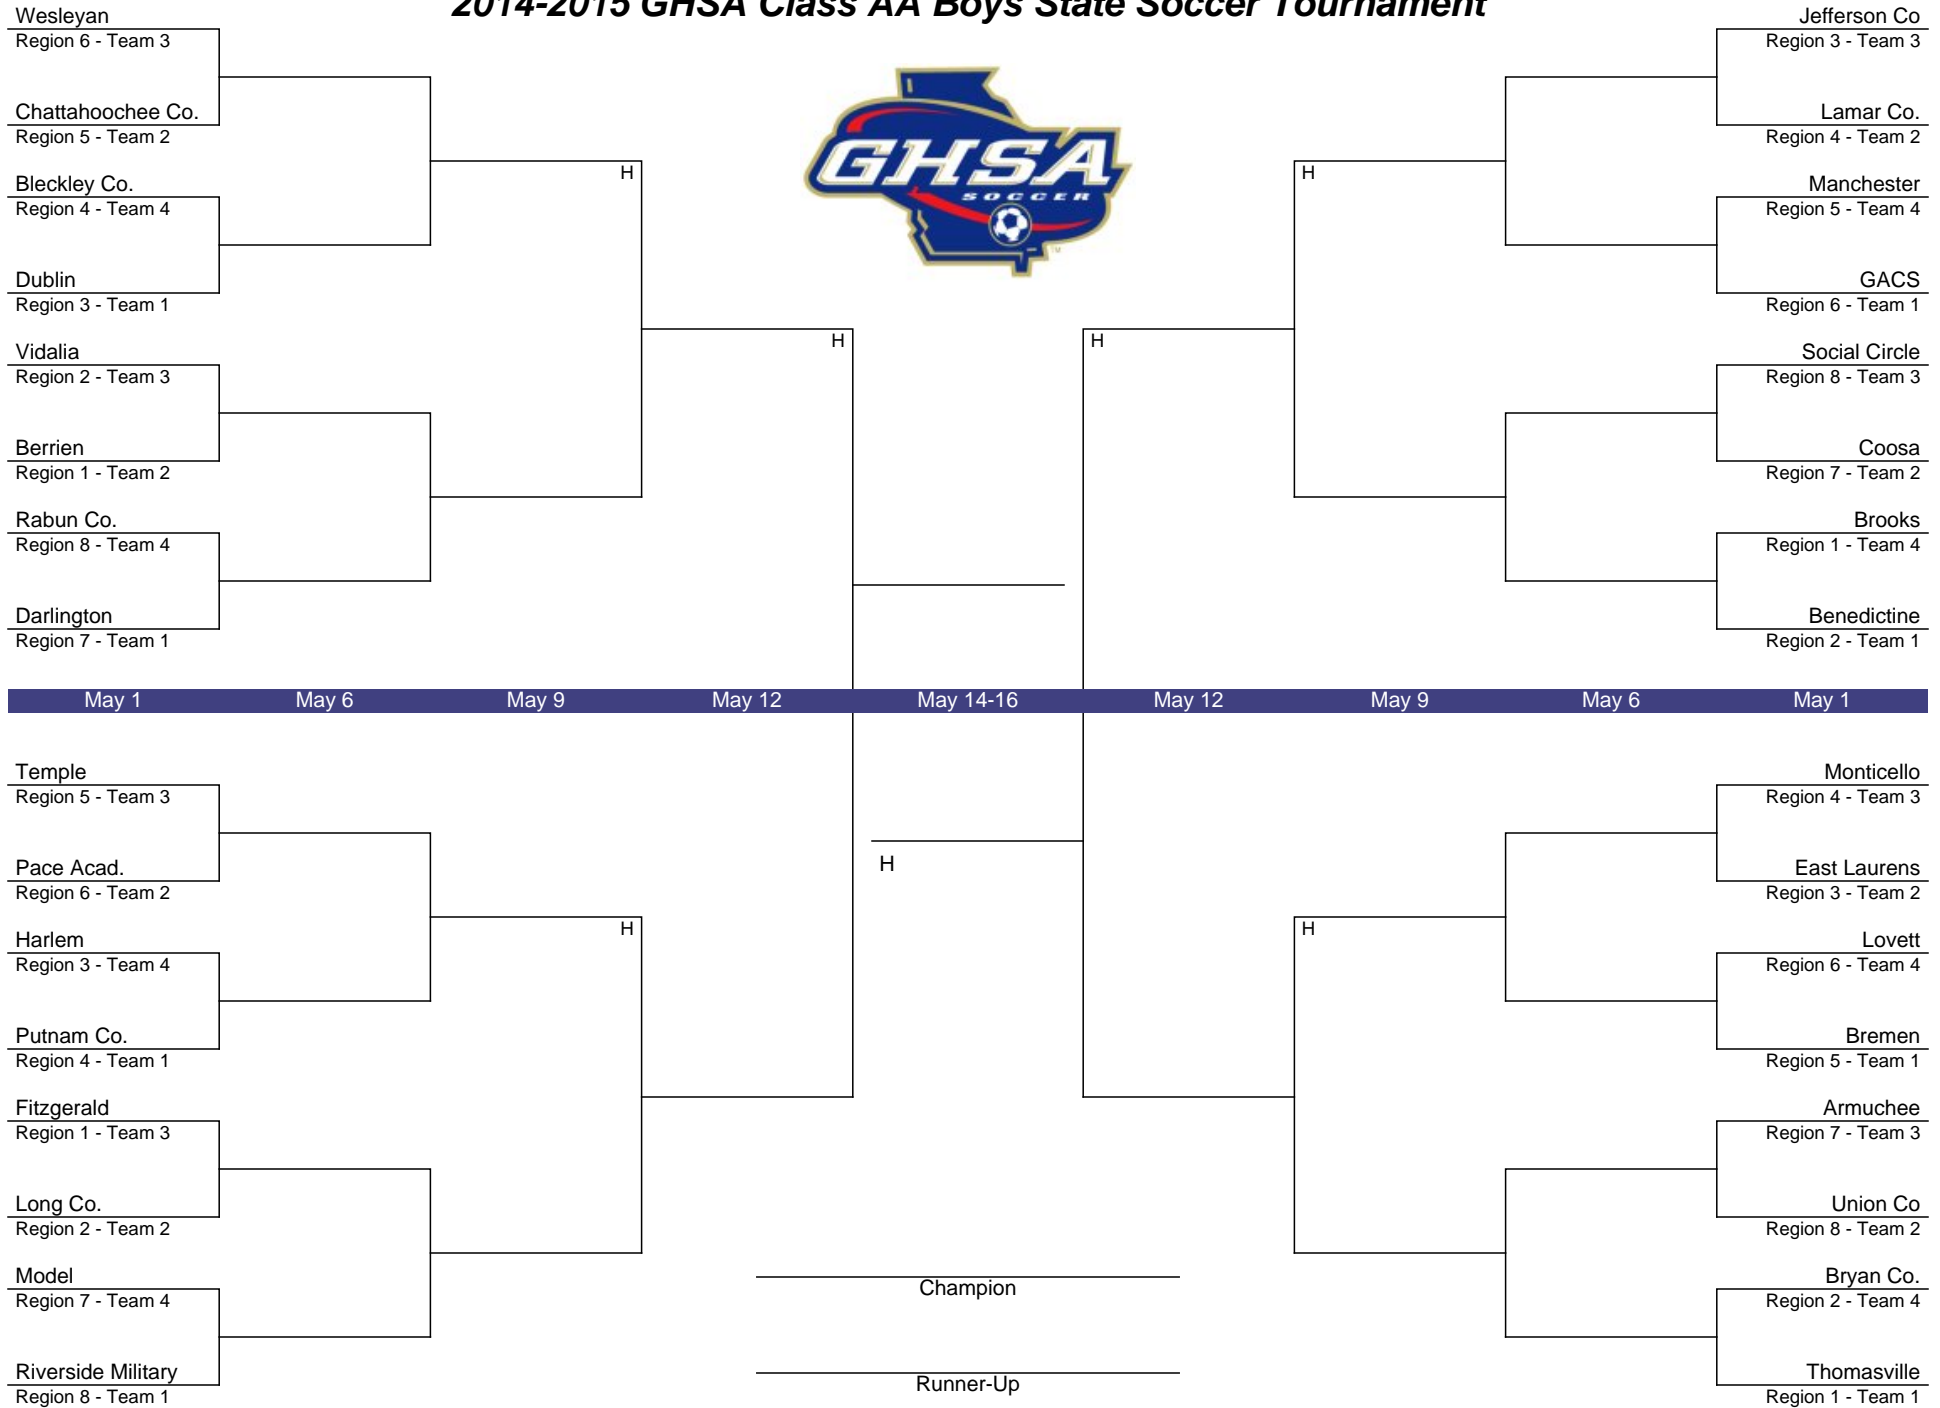 2014-2015 GHSA Class AA Boys State Soccer Tournament
Wesleyan
Region 6 - Team 3
Chattahoochee Co.
Region 5 - Team 2
Bleckley Co.
Region 4 - Team 4
Dublin
Region 3 - Team 1
Vidalia
Region 2 - Team 3
Berrien
Region 1 - Team 2
Rabun Co.
Region 8 - Team 4
Darlington
Region 7 - Team 1
H
H
GHSA
SOCCER
TM
H
H
Jefferson Co
Region 3 - Team 3
Lamar Co.
Region 4 - Team 2
Manchester
Region 5 - Team 4
GACS
Region 6 - Team 1
Social Circle
Region 8 - Team 3
Coosa
Region 7 - Team 2
Brooks
Region 1 - Team 4
Benedictine
Region 2 - Team 1
May 1 May 6 May 9 May 12 May 14-16 May 12 May 9 May 6 May 1
Temple
Region 5 - Team 3
Pace Acad.
Region 6 - Team 2
Harlem
Region 3 - Team 4
Putnam Co.
Region 4 - Team 1
Fitzgerald
Region 1 - Team 3
Long Co.
Region 2 - Team 2
Model
Region 7 - Team 4
Riverside Military
Region 8 - Team 1
H
H
H
Champion
Runner-Up
Monticello
Region 4 - Team 3
East Laurens
Region 3 - Team 2
Lovett
Region 6 - Team 4
Bremen
Region 5 - Team 1
Armuchee
Region 7 - Team 3
Union Co
Region 8 - Team 2
Bryan Co.
Region 2 - Team 4
Thomasville
Region 1 - Team 1